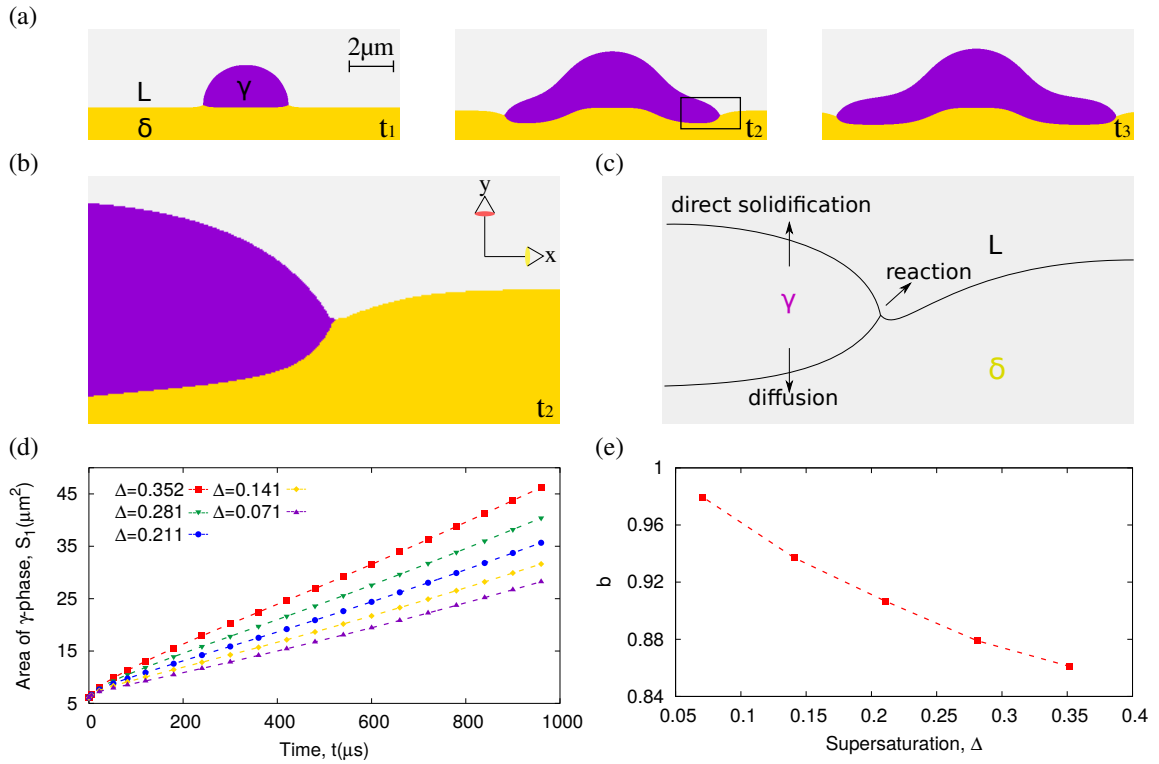 (a)
2μm
L
γ
δ
t1
t2
t3
(b)
y
x
t2
(c)
direct solidification
L
reaction
γ
δ
diffusion
(d)
Area of γphase, S1(μm²)
45
35
25
15
5
Δ=0.352
Δ=0.141
Δ=0.281
Δ=0.071
Δ=0.211
0
200
400
600
800
1000
Time, t(μs)
(e)
b
1
0.96
0.92
0.88
0.84
0.05
0.1
0.15
0.2
0.25
0.3
0.35
0.4
Supersaturation, Δ